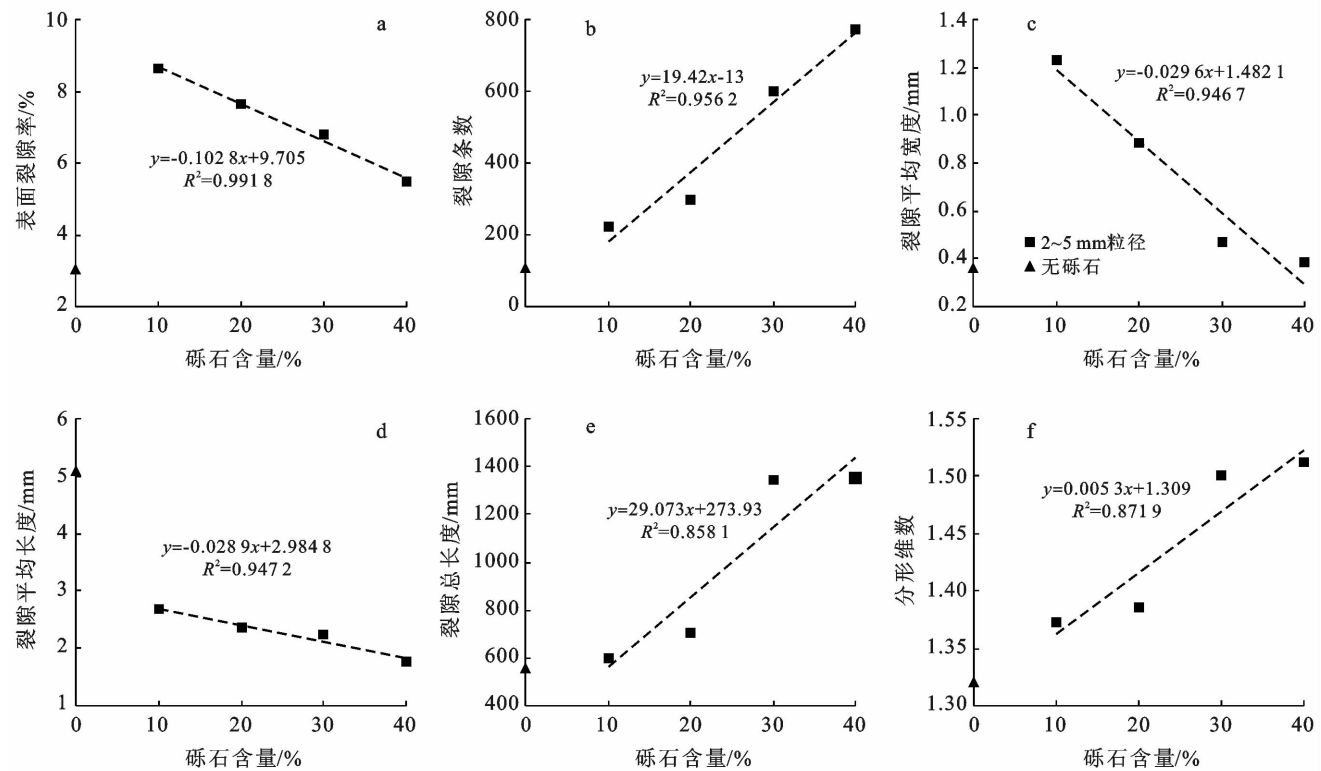 a
10
8
6
4
2
表面裂隙率/%
y=-0.102 8x+9.705
R²=0.991 8
0 10 20 30 40
砾石含量/%
b
800
600
400
200
0
裂隙条数
y=19.42x-13
R²=0.956 2
0 10 20 30 40
砾石含量/%
c
1.4
1.2
1.0
0.8
0.6
0.4
0.2
裂隙平均宽度/mm
y=-0.029 6x+1.482 1
R²=0.946 7
2~5 mm粒径
无砾石
0 10 20 30 40
砾石含量/%
d
6
5
4
3
2
1
裂隙平均长度/mm
y=-0.028 9x+2.984 8
R²=0.947 2
0 10 20 30 40
砾石含量/%
e
1600
1400
1200
1000
800
600
400
裂隙总长度/mm
y=29.073x+273.93
R²=0.858 1
0 10 20 30 40
砾石含量/%
f
1.55
1.50
1.45
1.40
1.35
1.30
分形维数
y=0.005 3x+1.309
R²=0.871 9
0 10 20 30 40
砾石含量/%